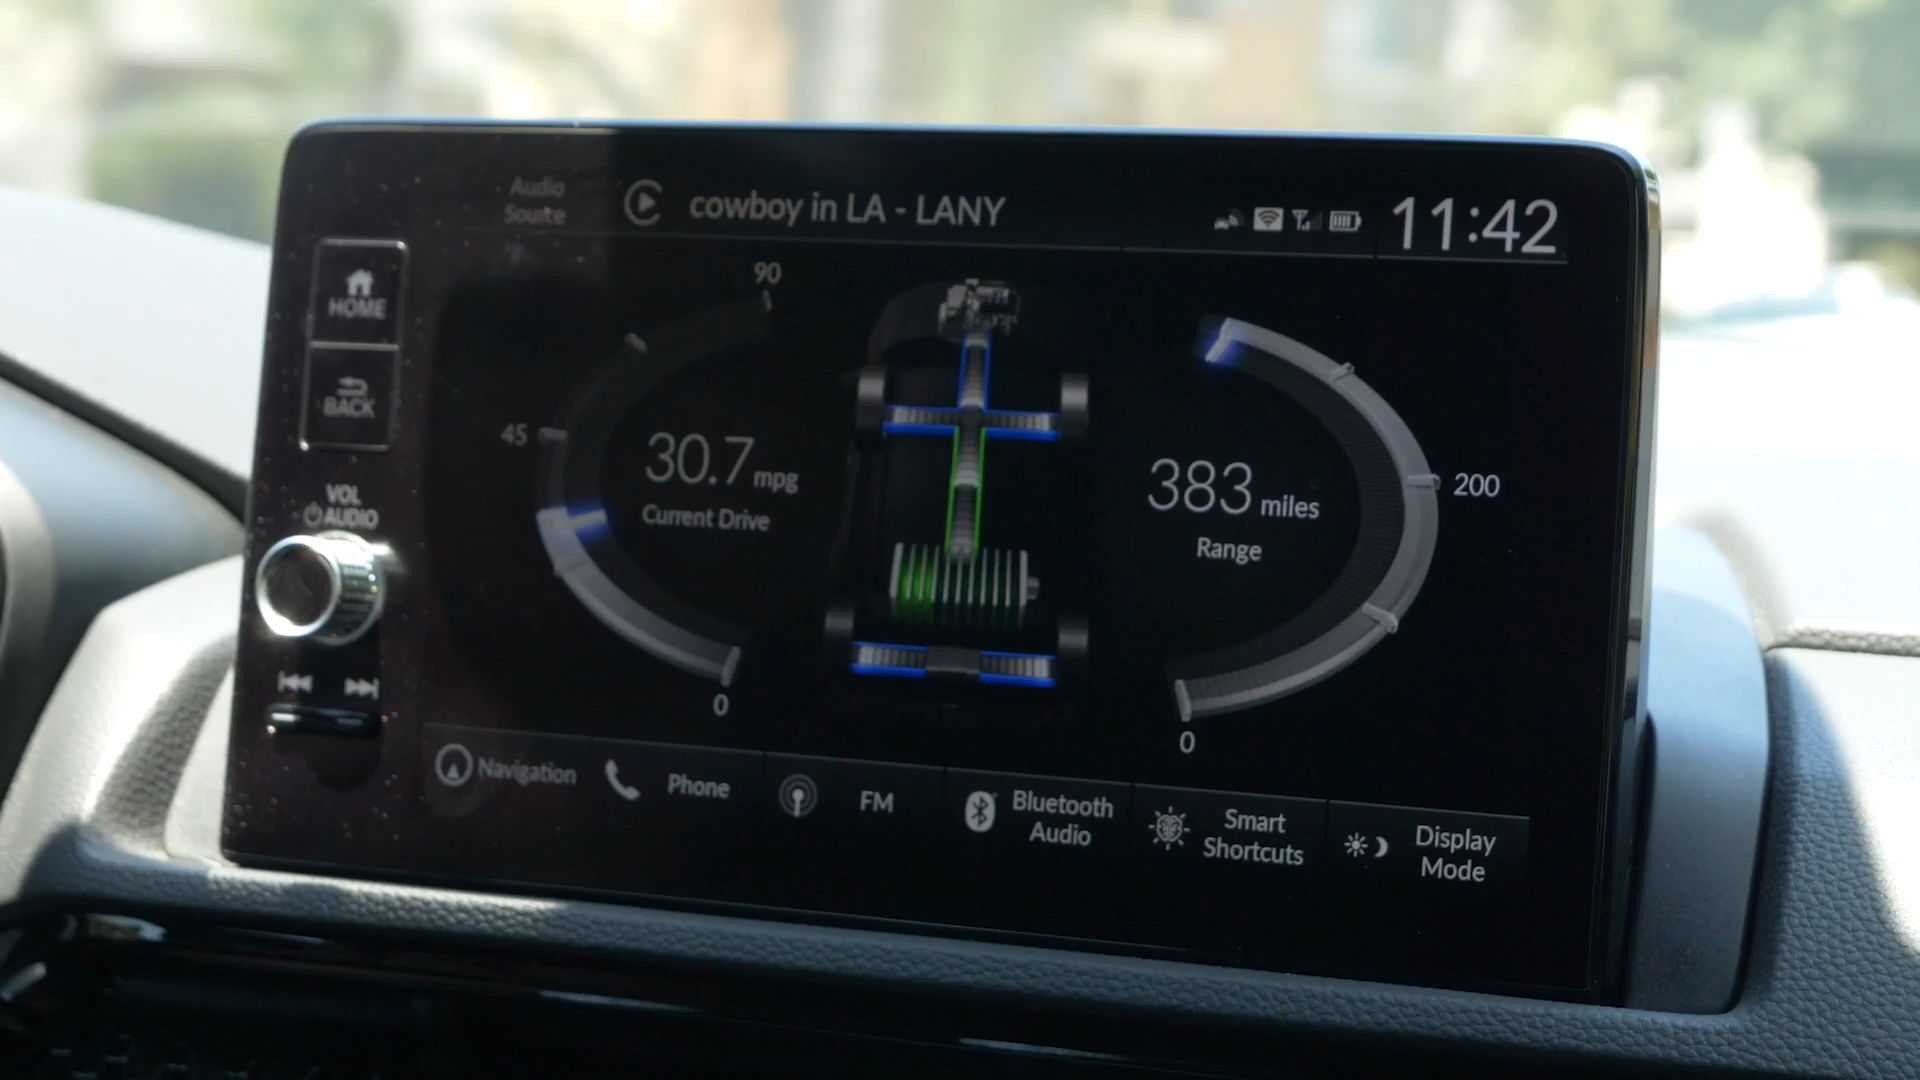 Audio
Source
cowboy in LA - LANY
11:42
HOME
BACK
VOL
AUDIO
90
45
30.7 mpg
Current Drive
0
383 miles
Range
200
0
Navigation
Phone
FM
Bluetooth
Audio
Smart
Shortcuts
Display
Mode